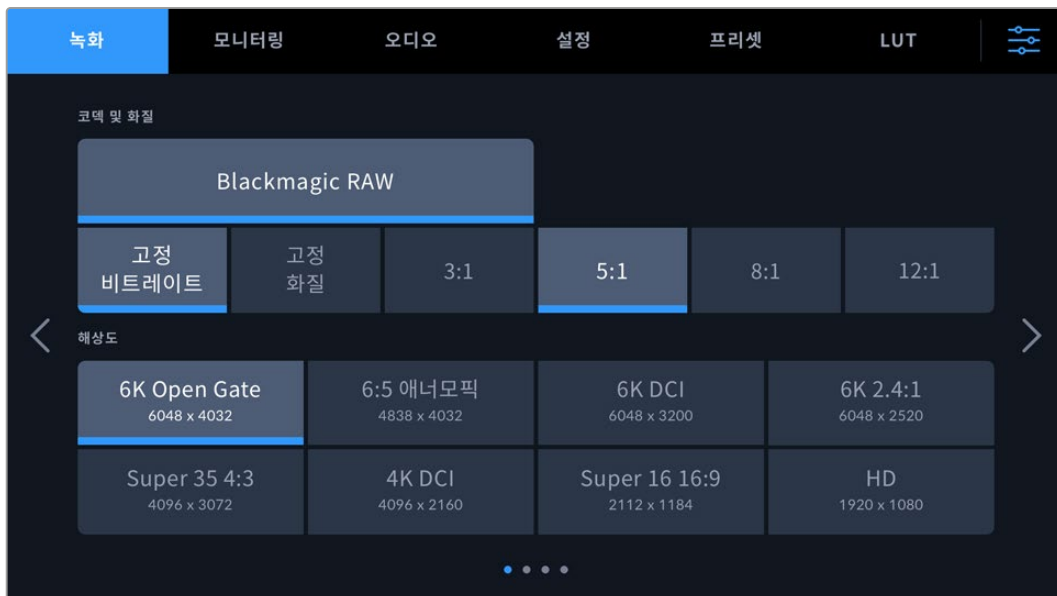 녹화 모니터링 오디오 설정 프리셋 LUT
코덱 및 화질
Blackmagic RAW
고정
비트레이트
고정
화질
3:1
5:1
8:1
12:1
해상도
6K Open Gate
6048 x 4032
6:5 애너모픽
4838 x 4032
6K DCI
6048 x 3200
6K 2.4:1
6048 x 2520
Super 35 4:3
4096 x 3072
4K DCI
4096 x 2160
Super 16 16:9
2112 x 1184
HD
1920 x 1080